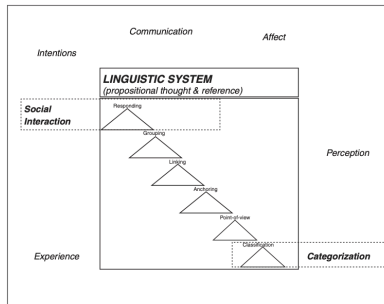 Communication
Affect
Intentions
LINGUISTIC SYSTEM
(propositional thought & reference)
Responding
Social
Interaction
Grouping
Linking
Perception
Anchoring
Point-of-view
Classification
Experience
Categorization